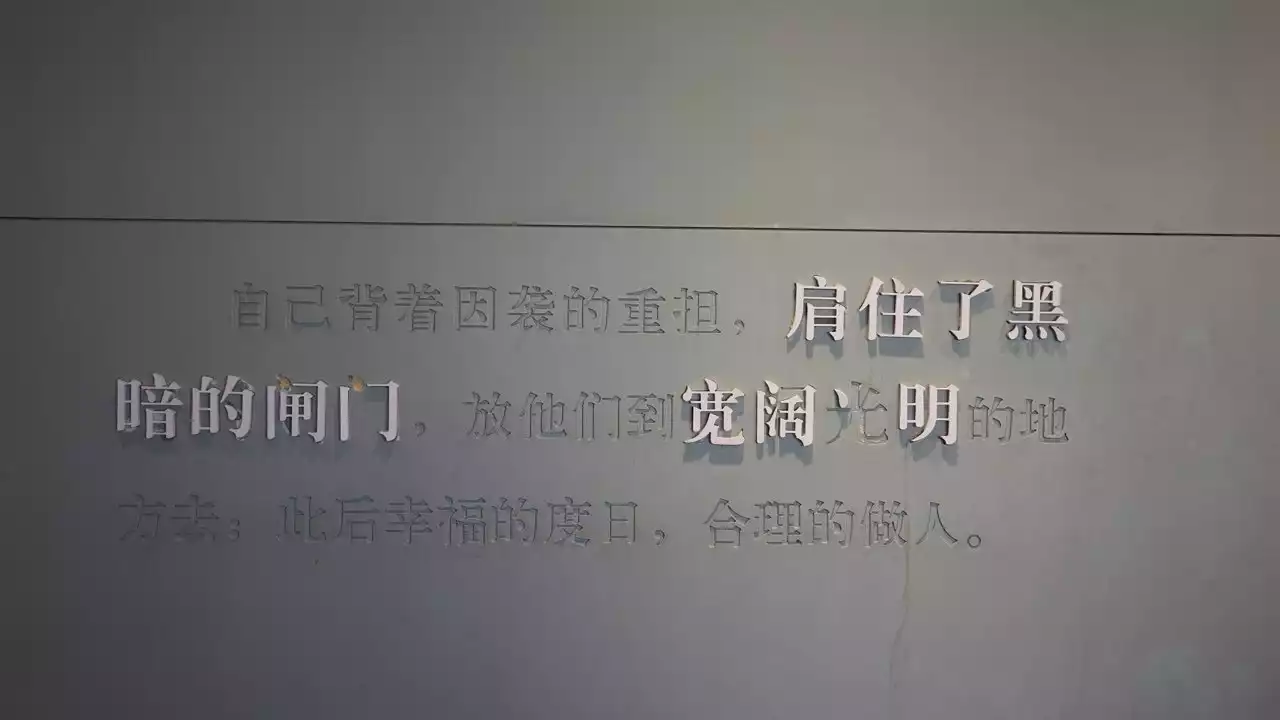 自己背着因袭的重担，肩住了黑
暗的闸门，放他们到宽阔光明的地
方去；此后幸福的度日，合理的做人。